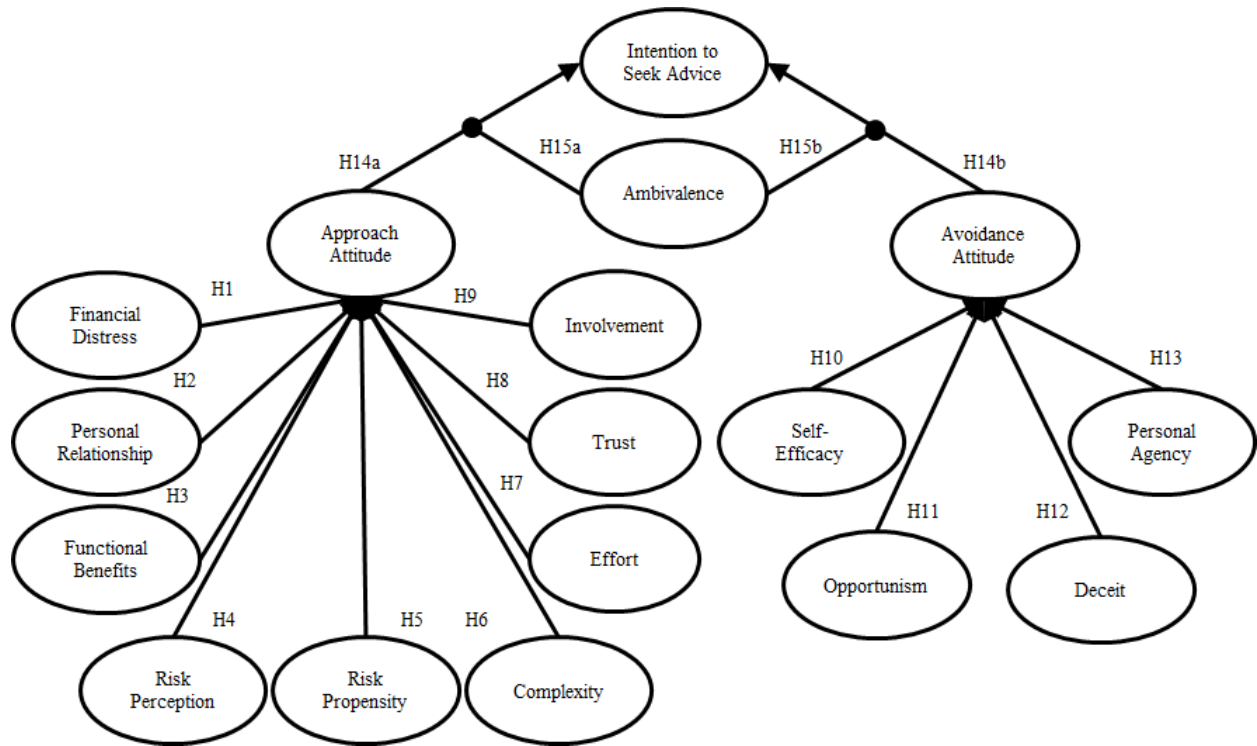 Intention to
Seek Advice
H14a
H15a
H15b
H14b
Ambivalence
Approach
Attitude
Avoidance
Attitude
H1
H9
Financial
Distress
Involvement
H2
H8
H10
H13
Personal
Relationship
Trust
Self-
Efficacy
Personal
Agency
H3
H7
H11
H12
Functional
Benefits
Effort
Opportunism
Deceit
H4
H5
H6
Risk
Perception
Risk
Propensity
Complexity